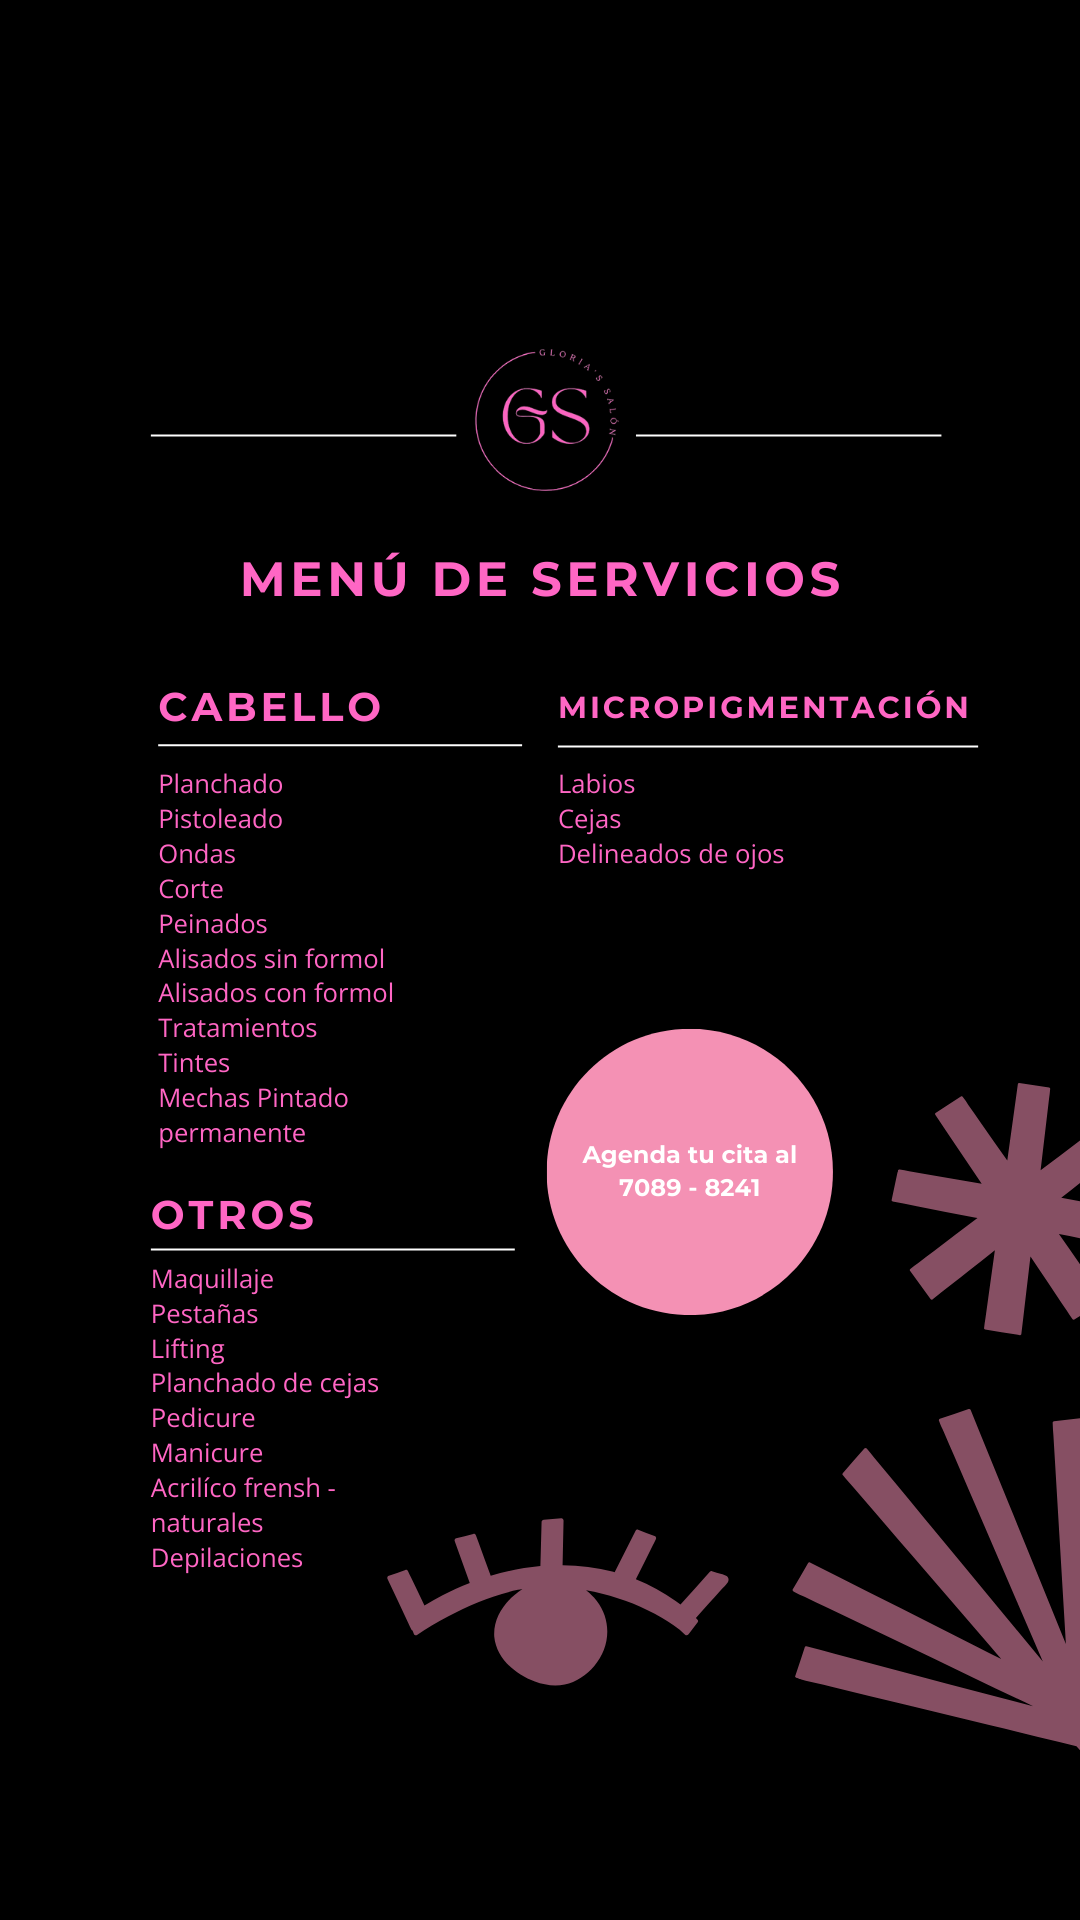 GLORIA'S SALÓN
GS
MENÚ DE SERVICIOS
CABELLO
Planchado
Pistoleado
Ondas
Corte
Peinados
Alisados sin formol
Alisados con formol
Tratamientos
Tintes
Mechas Pintado
permanente
MICROPIGMENTACIÓN
Labios
Cejas
Delineados de ojos
Agenda tu cita al
7089 - 8241
OTROS
Maquillaje
Pestañas
Lifting
Planchado de cejas
Pedicure
Manicure
Acrilíco frensh -
naturales
Depilaciones